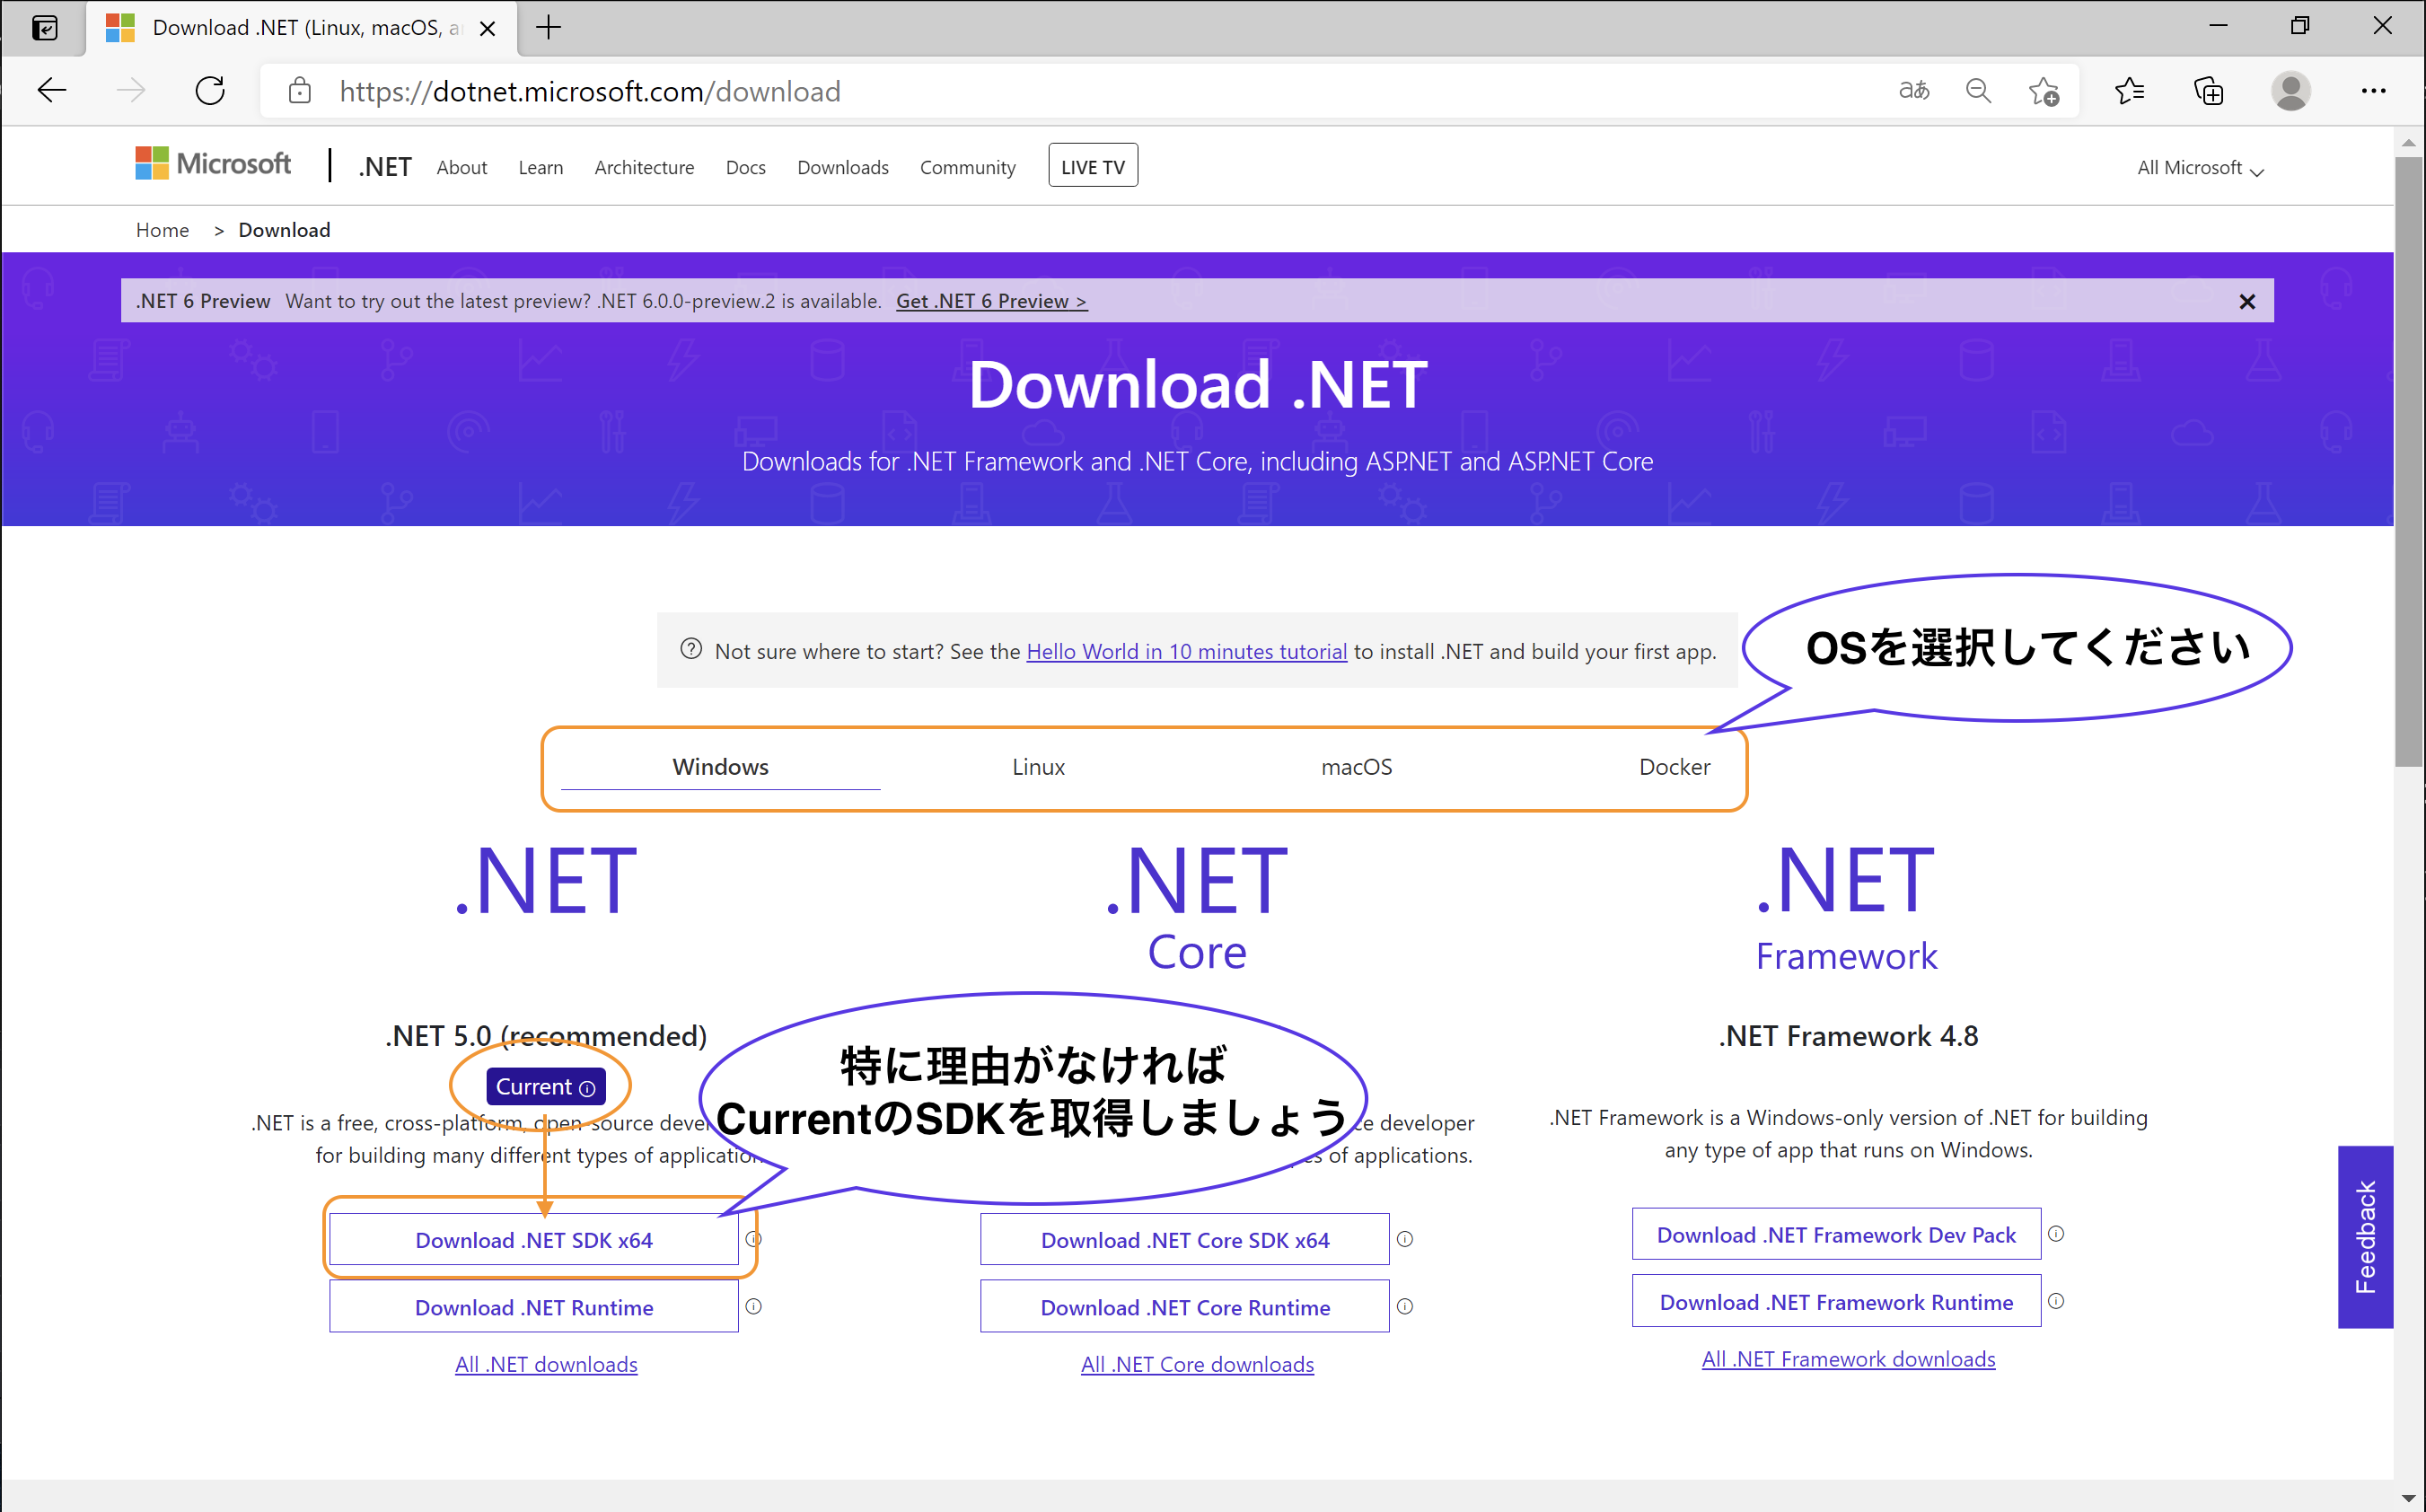 Download .NET (Linux, macOS, a
https://dotnet.microsoft.com/download
aあ
Microsoft
.NET
About
Learn
Architecture
Docs
Downloads
Community
LIVE TV
All Microsoft
Home > Download
.NET 6 Preview Want to try out the latest preview? .NET 6.0.0-preview.2 is available. Get .NET 6 Preview >
Download .NET
Downloads for .NET Framework and .NET Core, including ASP.NET and ASP.NET Core
Not sure where to start? See the Hello World in 10 minutes tutorial to install .NET and build your first app.
OSを選択してください
Windows
Linux
macOS
Docker
.NET
.NET 5.0 (recommended)
Current
.NET is a free, cross-platform, open-source
for building many different types of
Download .NET SDK x64
Download .NET Runtime
All .NET downloads
特に理由がなければ
CurrentのSDKを取得しましょう
.NET
Core
developer
of applications.
Download .NET Core SDK x64
Download .NET Core Runtime
All .NET Core downloads
.NET
Framework
.NET Framework 4.8
.NET Framework is a Windows-only version of .NET for building
any type of app that runs on Windows.
Download .NET Framework Dev Pack
Download .NET Framework Runtime
All .NET Framework downloads
Feedback